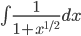 ∫ 1/(1+x^{1/2}) dx